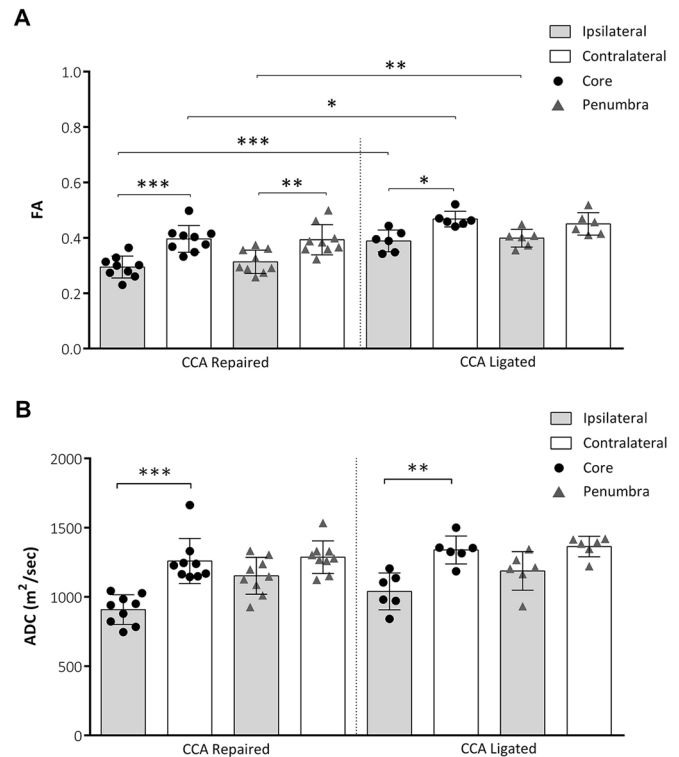 A
Ipsilateral
Contralateral
Core
Penumbra
FA
1.0
0.8
0.6
0.4
0.2
0.0
**
*
***
***
**
*
CCA Repaired
CCA Ligated
B
Ipsilateral
Contralateral
Core
Penumbra
ADC (m²/sec)
2000
1500
1000
500
0
***
**
CCA Repaired
CCA Ligated